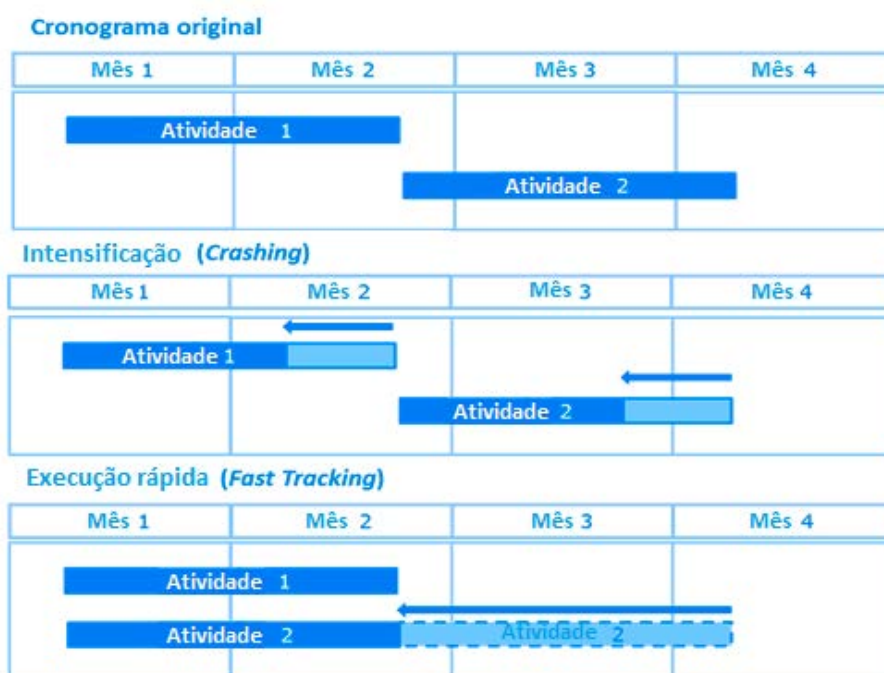 Cronograma original
Mês 1 Mês 2 Mês 3 Mês 4
Atividade 1
Atividade 2
Intensificação (Crashing)
Mês 1 Mês 2 Mês 3 Mês 4
Atividade 1
Atividade 2
Execução rápida (Fast Tracking)
Mês 1 Mês 2 Mês 3 Mês 4
Atividade 1
Atividade 2 Atividade 2